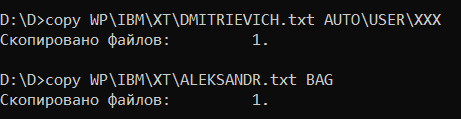 D:\D>copy WP\IBM\XT\DMITRIEVICH.txt AUTO\USER\XXX
Скопировано файлов:         1.
D:\D>copy WP\IBM\XT\ALEKSANDR.txt BAG
Скопировано файлов:         1.